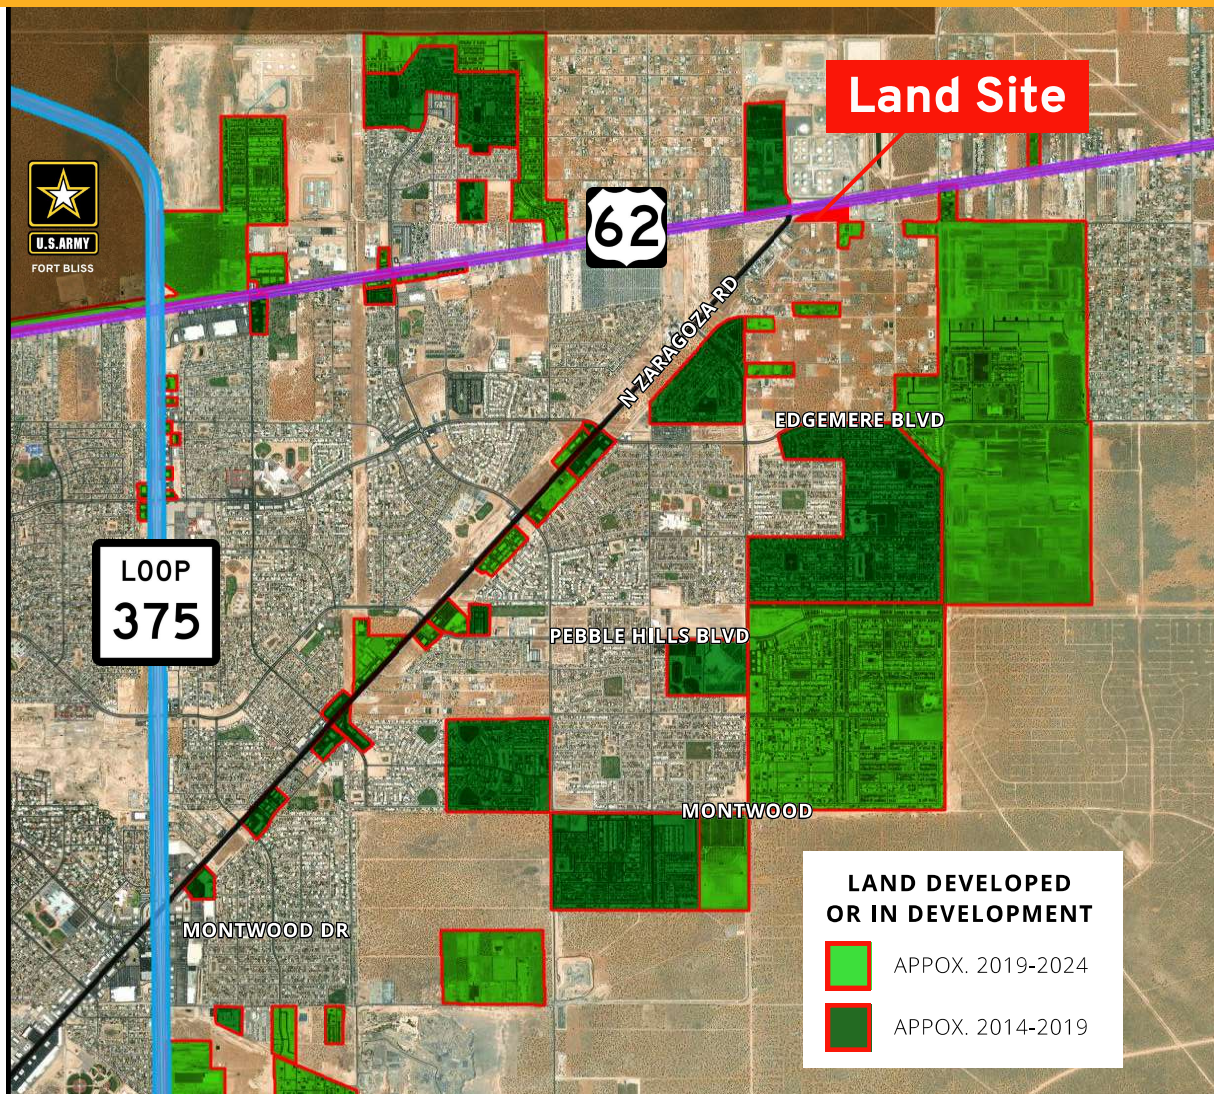 Land Site
U.S.ARMY
FORT BLISS
62
N ZARAGOZA RD
EDGEMERE BLVD
LOOP
375
PEBBLE HILLS BLVD
MONTWOOD
MONTWOOD DR
LAND DEVELOPED
OR IN DEVELOPMENT
APPOX. 2019-2024
APPOX. 2014-2019